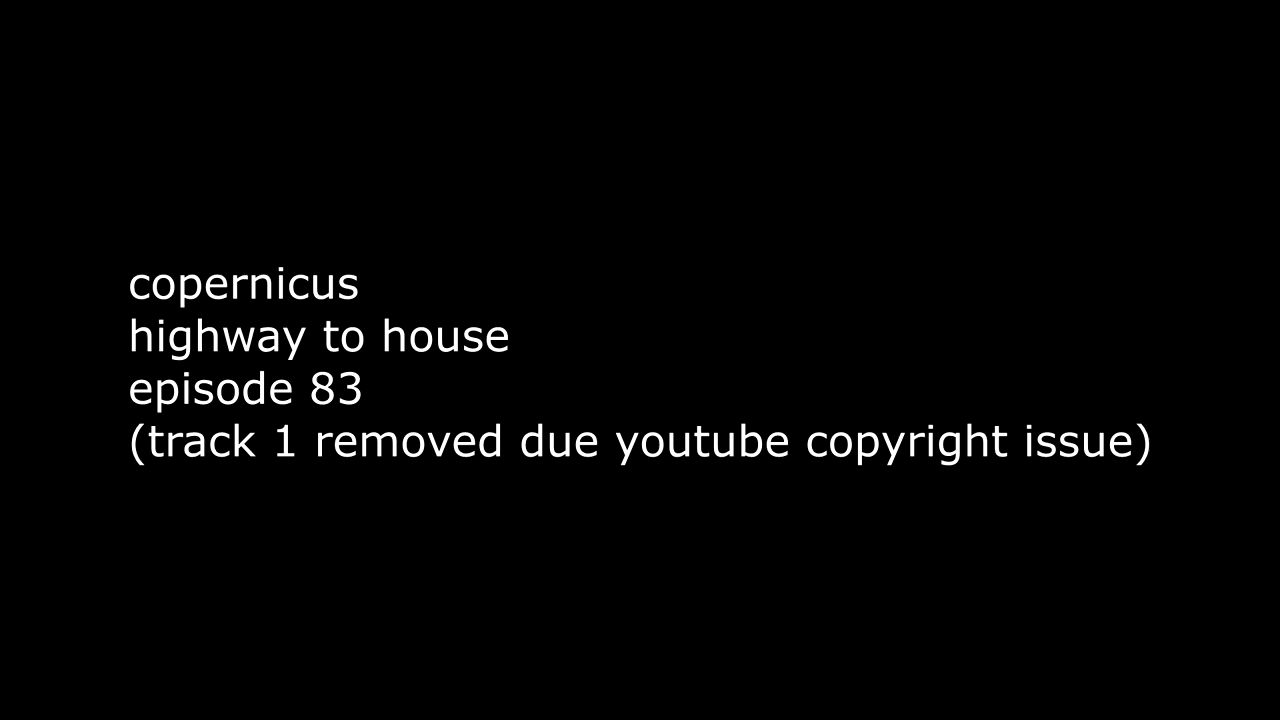 copernicus
highway to house
episode 83
(track 1 removed due youtube copyright issue)